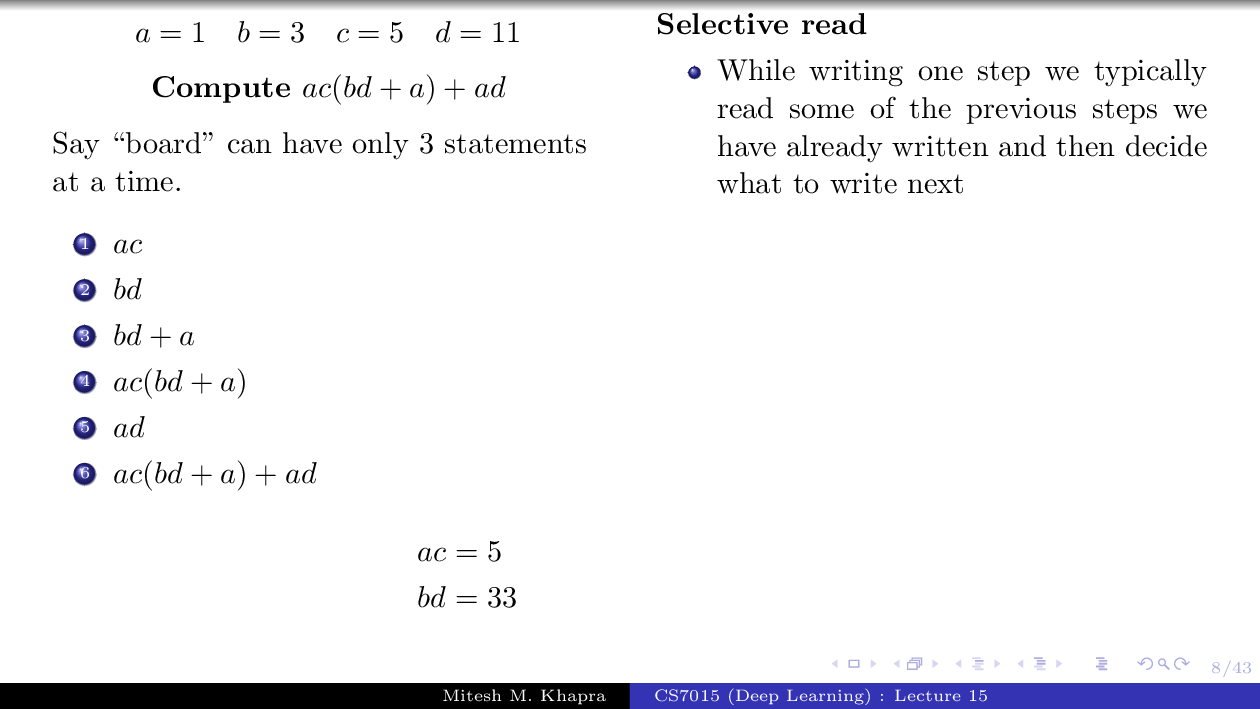 a = 1 b = 3 c = 5 d = 11
Compute ac(bd + a) + ad
Say “board” can have only 3 statements
at a time.
1 ac
2 bd
3 bd + a
4 ac(bd + a)
5 ad
6 ac(bd + a) + ad
ac = 5
bd = 33
Selective read
While writing one step we typically
read some of the previous steps we
have already written and then decide
what to write next
8/43
Mitesh M. Khapra
CS7015 (Deep Learning) : Lecture 15